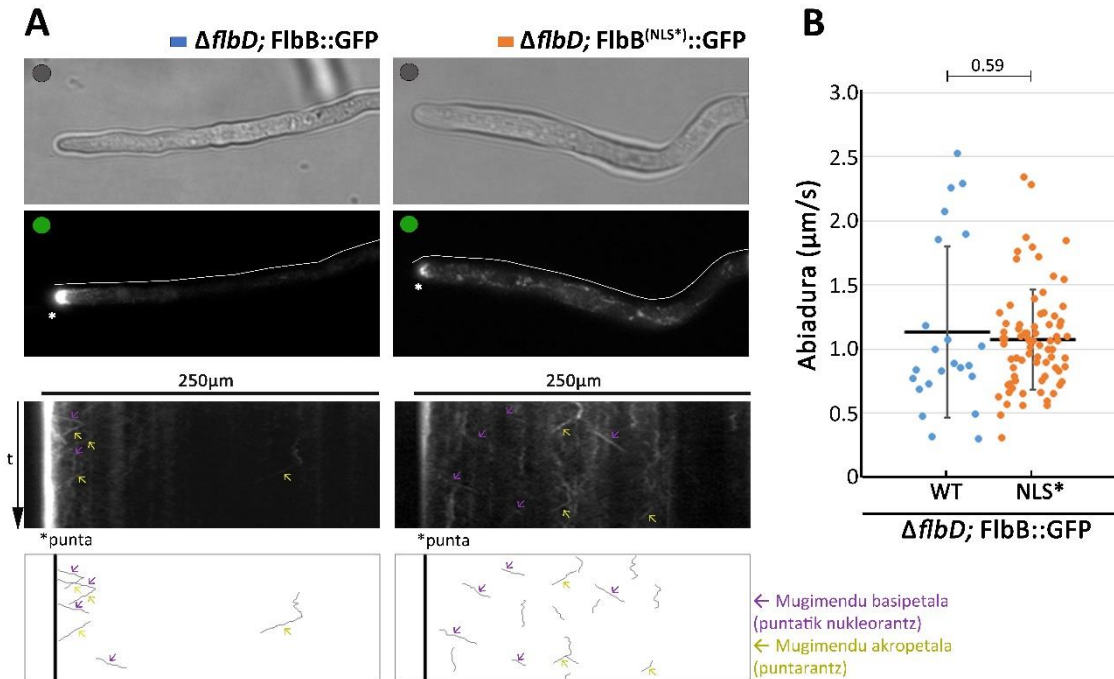 A
ΔflbD; FlbB::GFP
ΔflbD; FlbB(NLS*)::GFP
*
*
250µm
250µm
t
*punta
*punta
← Mugimendu basipetala
(puntatik nukleorantz)
← Mugimendu akropetala
(puntarantz)
B
0.59
3.0
2.5
2.0
1.5
1.0
0.5
0
Abiadura (µm/s)
WT
NLS*
ΔflbD; FlbB::GFP